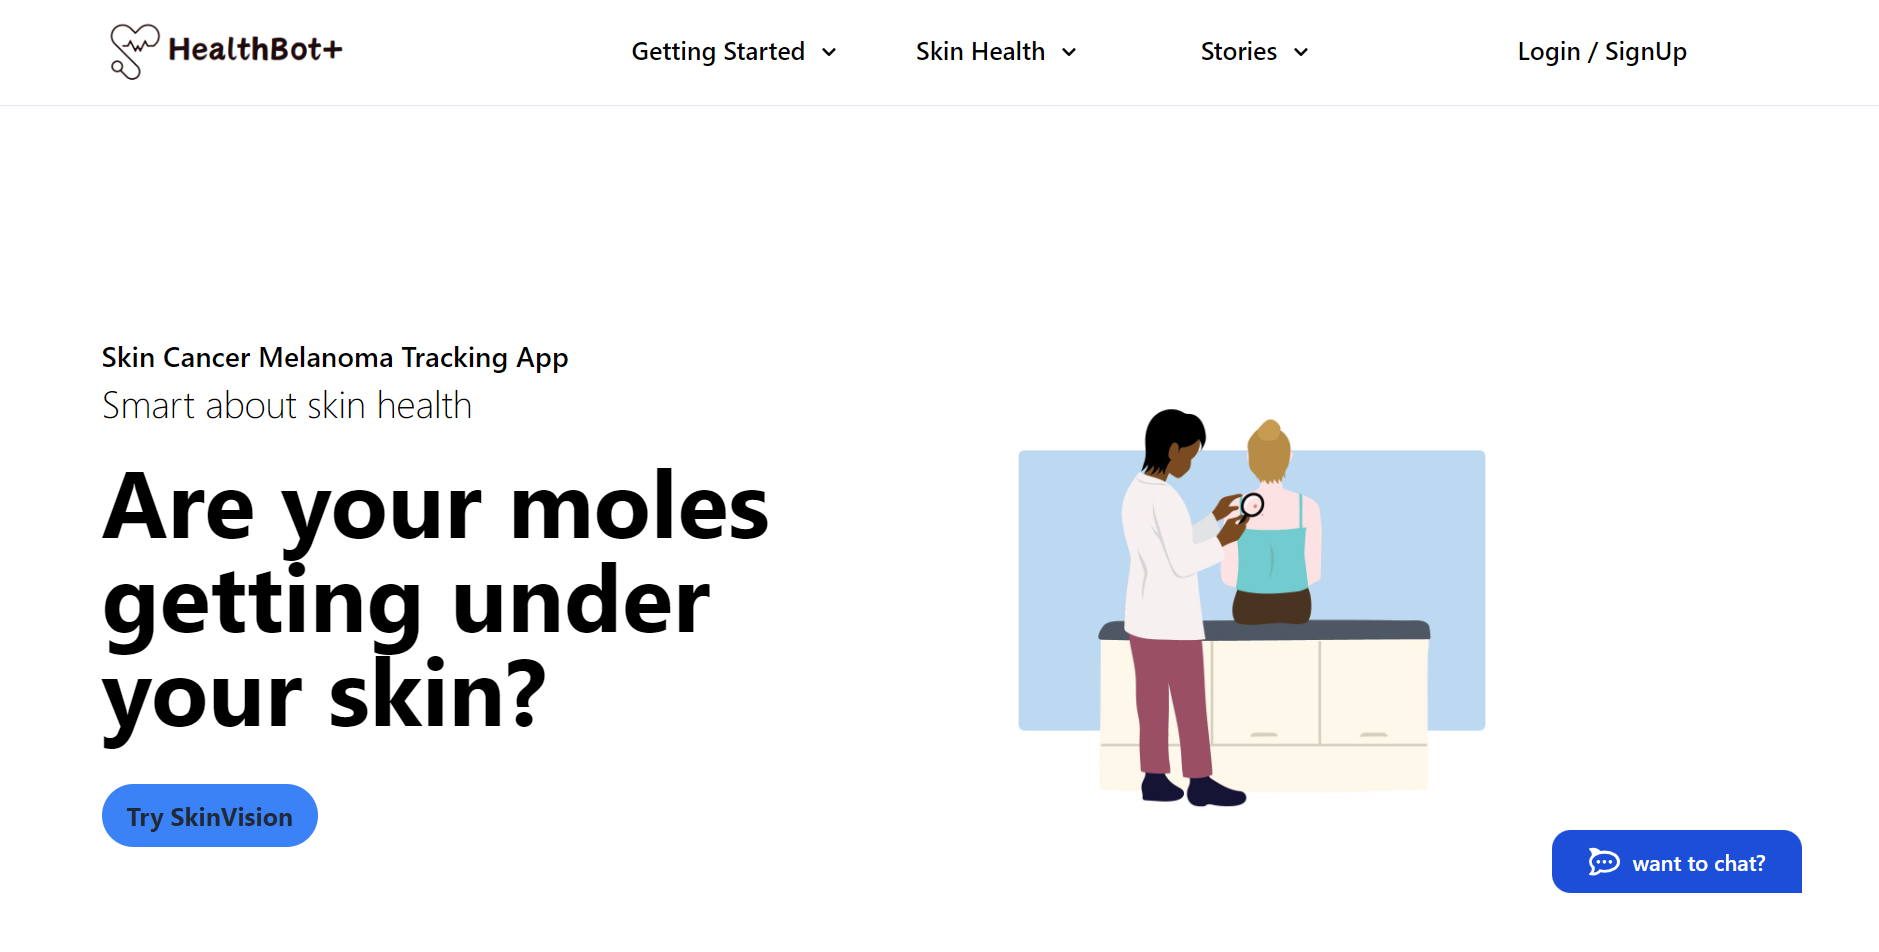 HealthBot+
Getting Started
Skin Health
Stories
Login / SignUp
Skin Cancer Melanoma Tracking App
Smart about skin health
Are your moles
getting under
your skin?
Try SkinVision
want to chat?